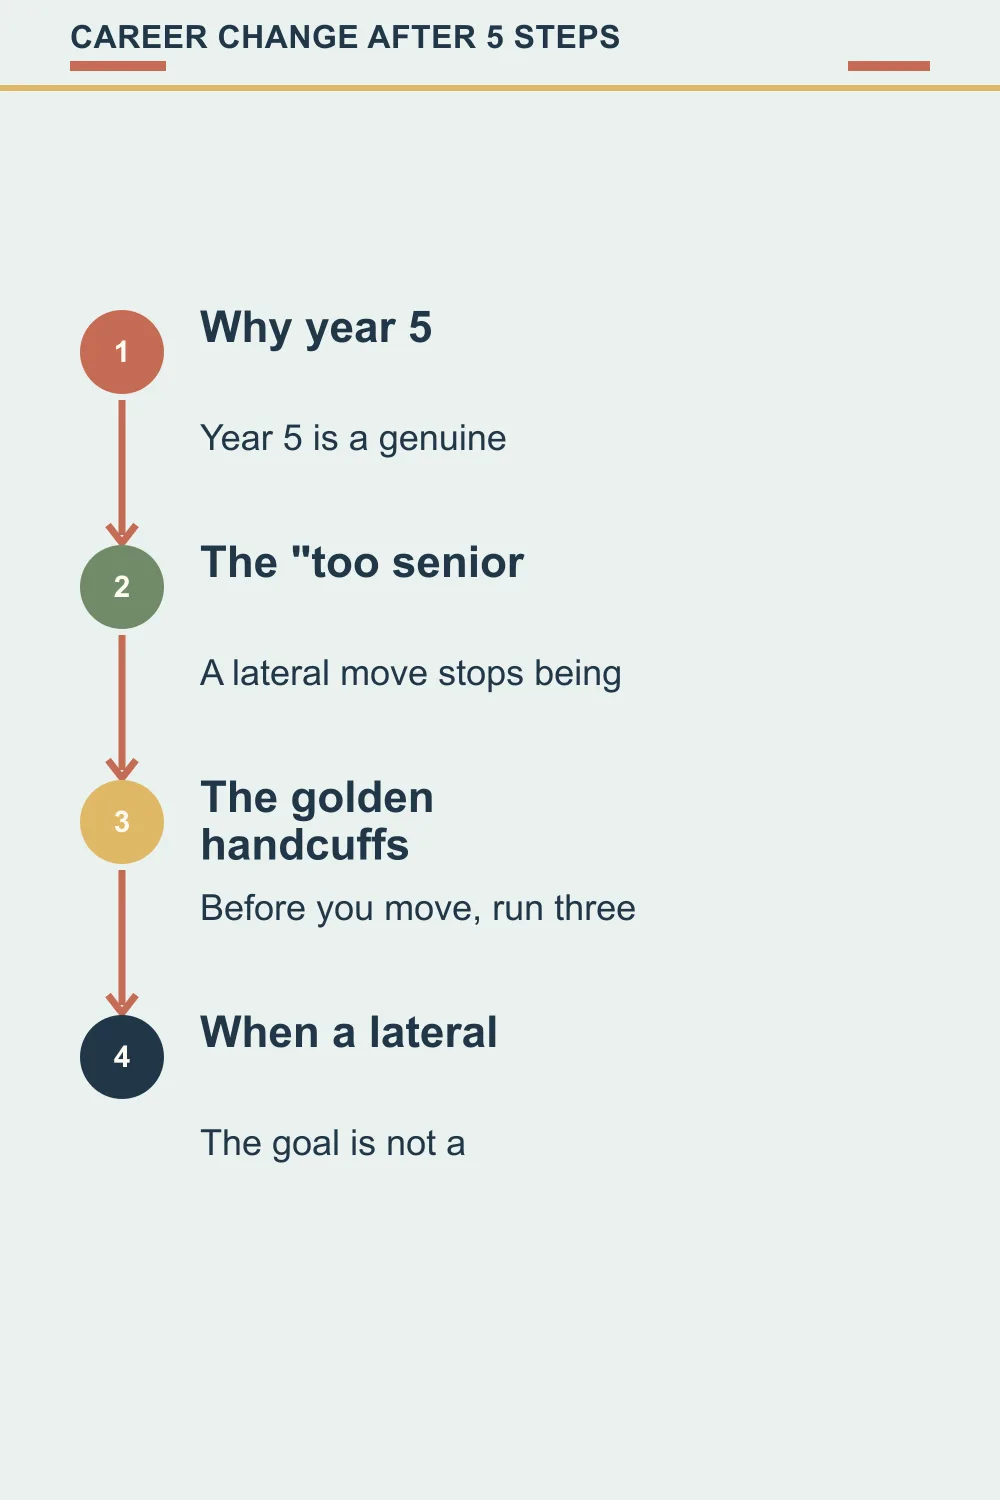 CAREER CHANGE AFTER 5 STEPS
1
Why year 5
Year 5 is a genuine
2
The "too senior
A lateral move stops being
3
The golden
handcuffs
Before you move, run three
4
When a lateral
The goal is not a